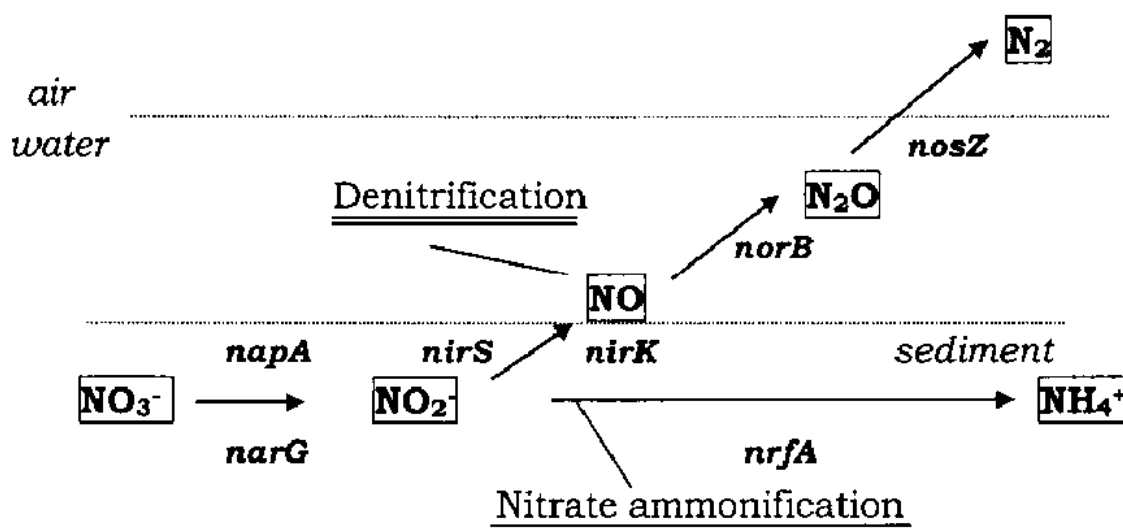 N₂
air
water
nosZ
Denitrification
N₂O
norB
NO
napA nirS nirK sediment
NO₃⁻ NO₂⁻ NH₄⁺
narG nrfA
Nitrate ammonification